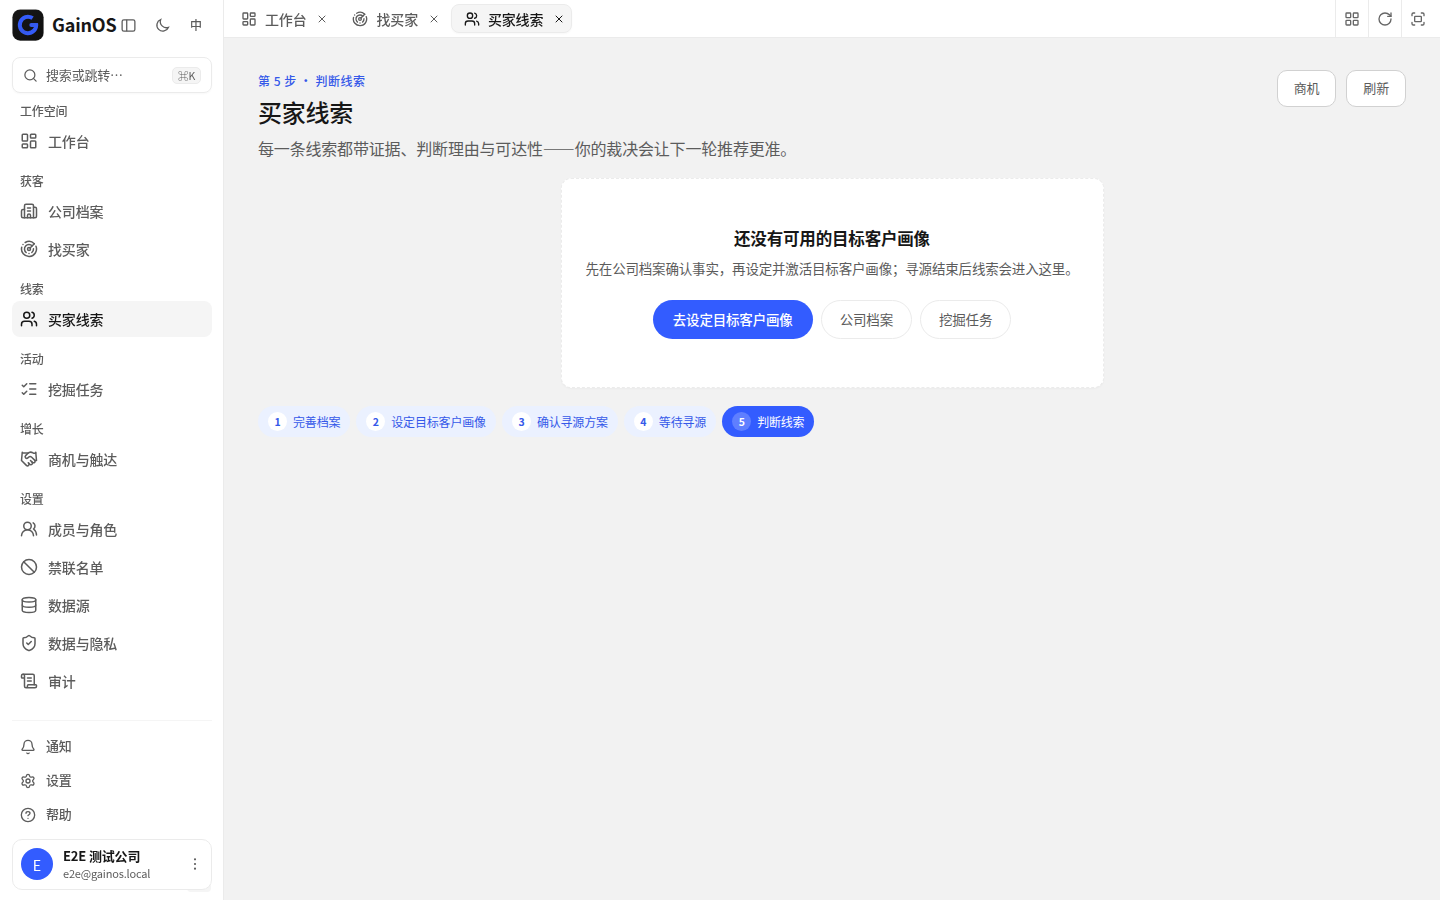 GainOS
中
搜索或跳转…
⌘K
工作空间
工作台
获客
公司档案
找买家
线索
买家线索
活动
挖掘任务
增长
商机与触达
设置
成员与角色
禁联名单
数据源
数据与隐私
审计
通知
设置
帮助
E
E2E 测试公司
e2e@gainos.local
工作台
找买家
买家线索
第 5 步 · 判断线索
买家线索
每一条线索都带证据、判断理由与可达性——你的裁决会让下一轮推荐更准。
商机
刷新
还没有可用的目标客户画像
先在公司档案确认事实，再设定并激活目标客户画像；寻源结束后线索会进入这里。
去设定目标客户画像
公司档案
挖掘任务
1 完善档案
2 设定目标客户画像
3 确认寻源方案
4 等待寻源
5 判断线索